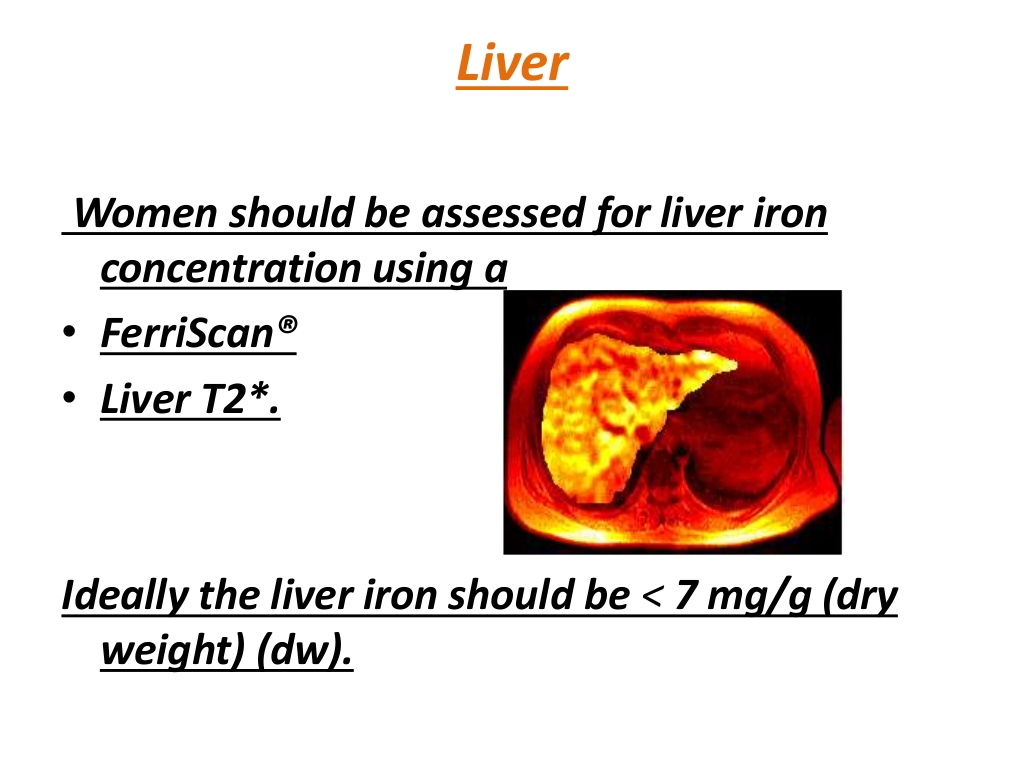 Liver
Women should be assessed for liver iron
concentration using a
• FerriScan®
• Liver T2*.
Ideally the liver iron should be < 7 mg/g (dry
weight) (dw).